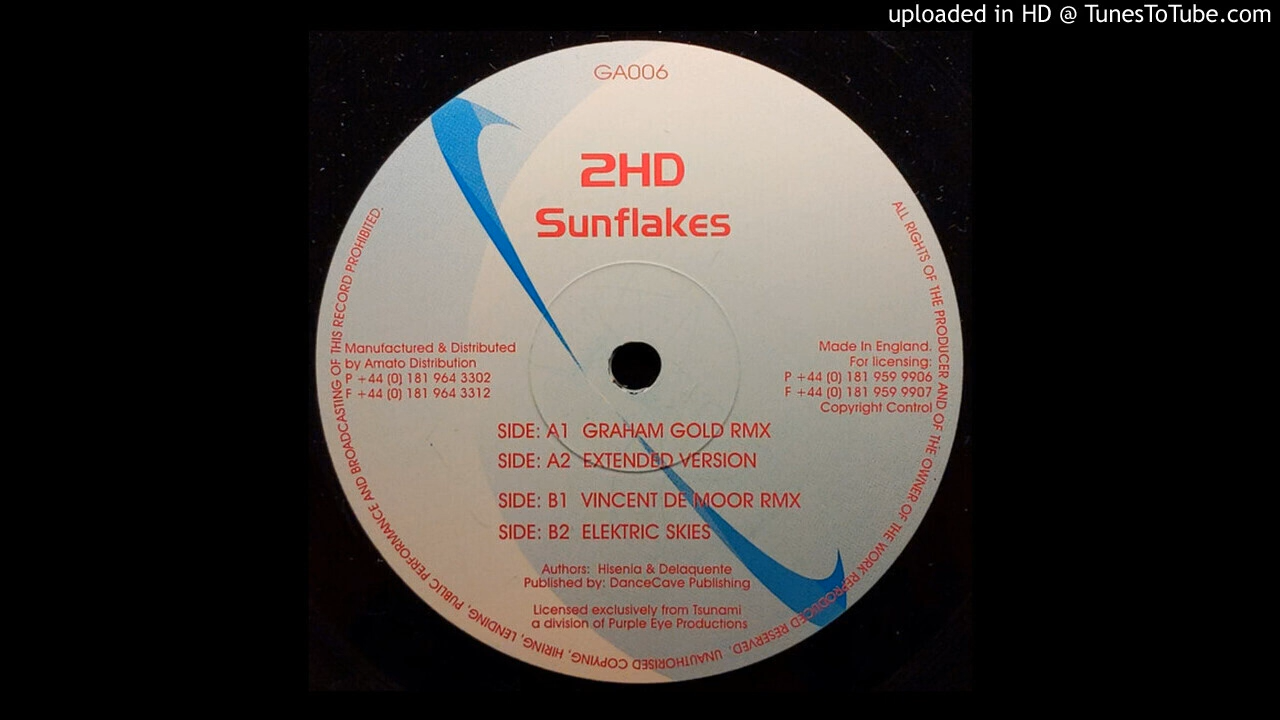 uploaded in HD @ TunesToTube.com
GA006
2HD
Sunflakes
Manufactured & Distributed
by Amato Distribution
P +44 (0) 181 964 3302
F +44 (0) 181 964 3312
Made In England.
For licensing:
P +44 (0) 181 959 9906
F +44 (0) 181 959 9907
Copyright Control
SIDE: A1 GRAHAM GOLD RMX
SIDE: A2 EXTENDED VERSION
SIDE: B1 VINCENT DE MOOR RMX
SIDE: B2 ELEKTRIC SKIES
Authors: Hisenla & Delaquente
Published by: DanceCave Publishing
Licensed exclusively from Tsunami
a division of Purple Eye Productions
ALL RIGHTS OF THE PRODUCER AND OF THE OWNER OF THE WORK REPRODUCED RESERVED. UNAUTHORISED COPYING, HIRING, LENDING, PUBLIC PERFORMANCE AND BROADCASTING OF THIS RECORD PROHIBITED.